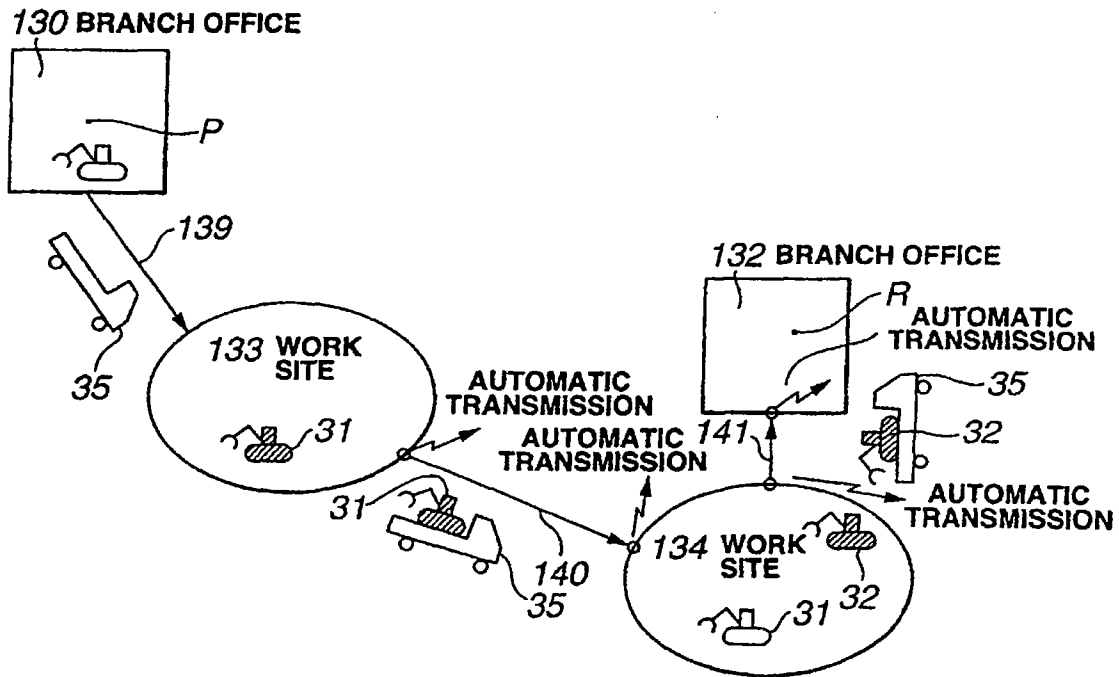 130 BRANCH OFFICE
P
139
35
133 WORK
SITE
31
AUTOMATIC
TRANSMISSION
132 BRANCH OFFICE
R
AUTOMATIC
TRANSMISSION
35
32
141
AUTOMATIC
TRANSMISSION
31
140
35
AUTOMATIC
TRANSMISSION
134 WORK
SITE
32
31